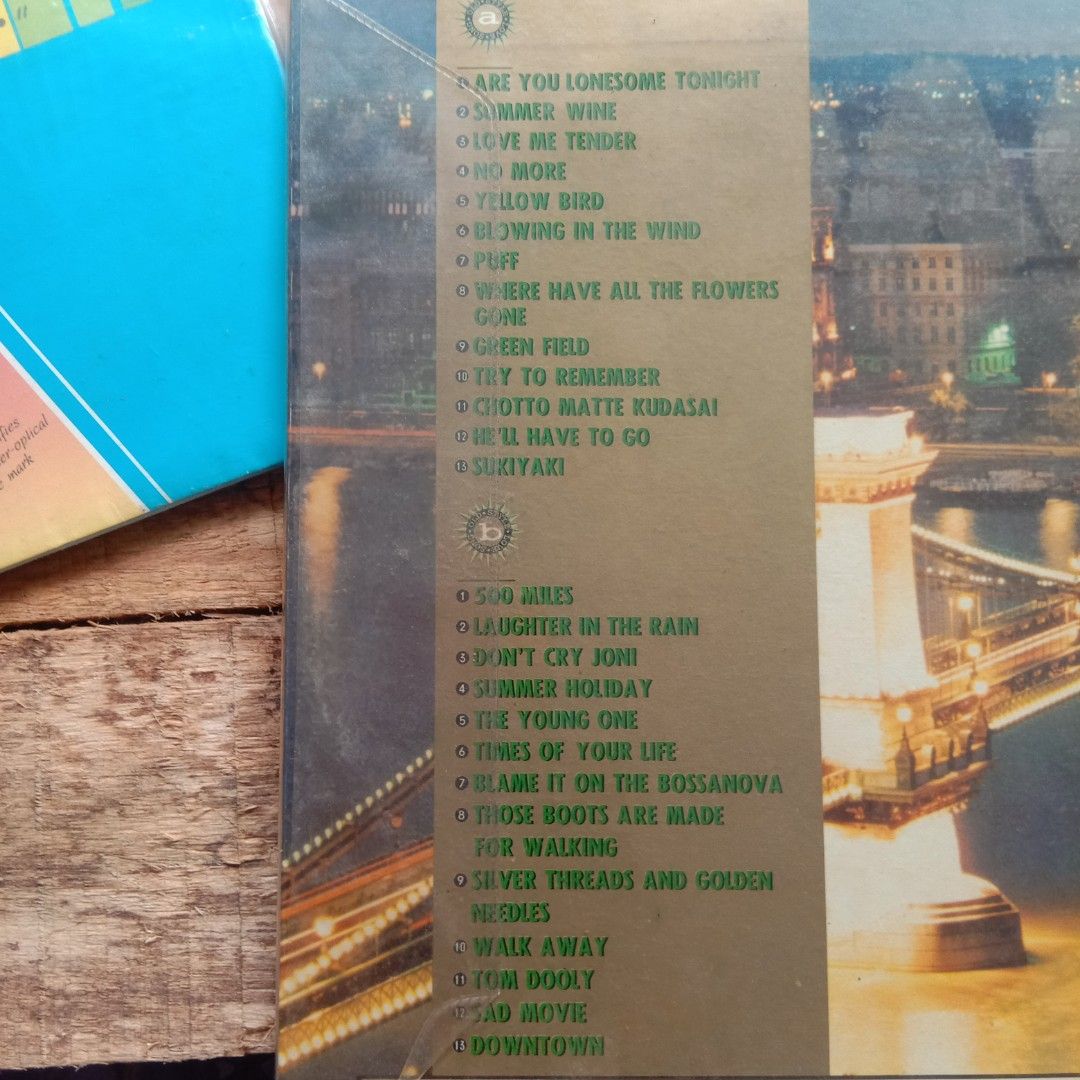 fies
er-optical
mark
a
1 ARE YOU LONESOME TONIGHT
2 SUMMER WINE
3 LOVE ME TENDER
4 NO MORE
5 YELLOW BIRD
6 BLOWING IN THE WIND
7 PUFF
8 WHERE HAVE ALL THE FLOWERS
GONE
9 GREEN FIELD
10 TRY TO REMEMBER
11 CHOTTO MATTE KUDASAI
12 HE'LL HAVE TO GO
13 SUKIYAKI
b
1 500 MILES
2 LAUGHTER IN THE RAIN
3 DON'T CRY JONI
4 SUMMER HOLIDAY
5 THE YOUNG ONE
6 TIMES OF YOUR LIFE
7 BLAME IT ON THE BOSSANOVA
8 THOSE BOOTS ARE MADE
FOR WALKING
9 SILVER THREADS AND GOLDEN
NEEDLES
10 WALK AWAY
11 TOM DOOLY
12 SAD MOVIE
13 DOWNTOWN